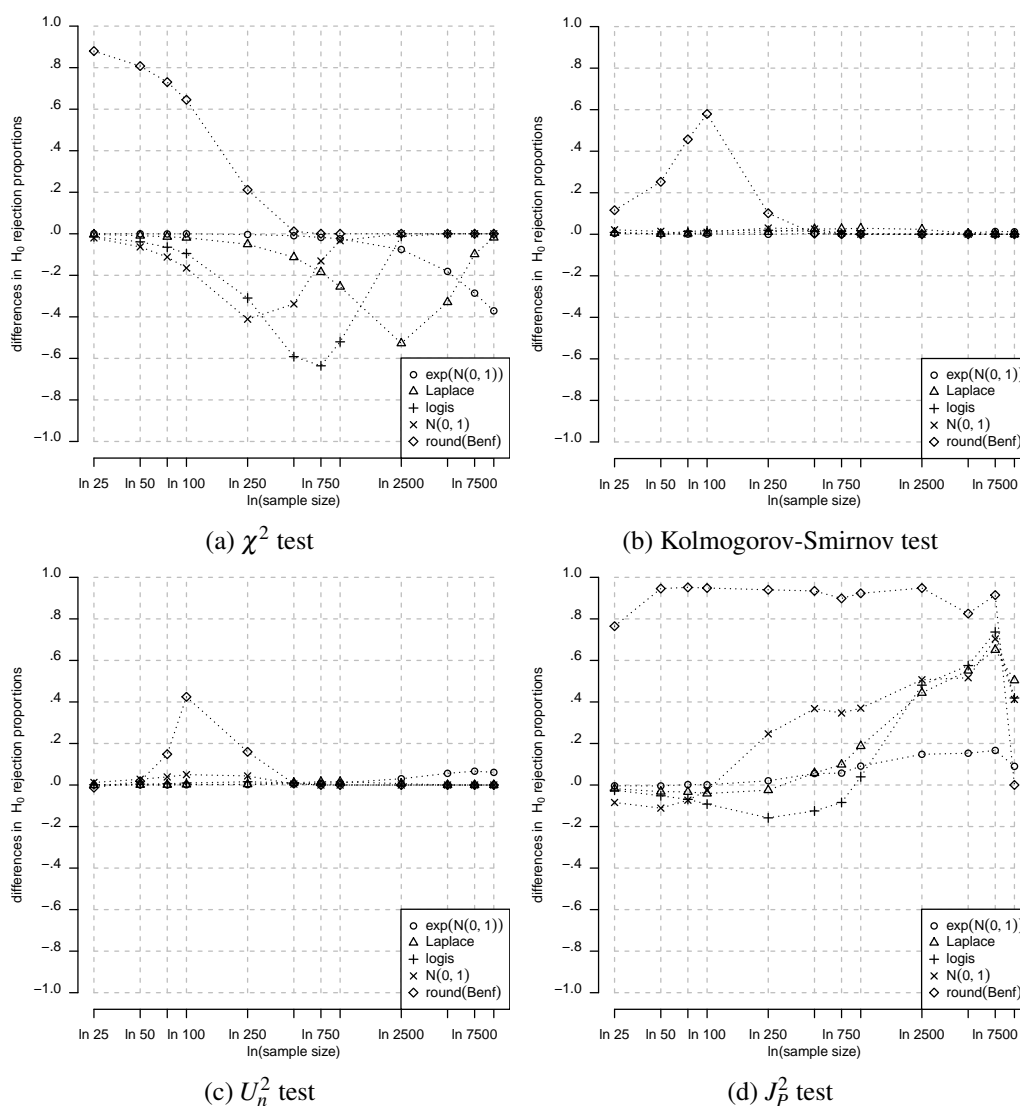 1.0
.8
.6
.4
.2
.0
−.2
−.4
−.6
−.8
−1.0
differences in H₀ rejection proportions
exp(N(0, 1))
Laplace
logis
N(0, 1)
round(Benf)
ln 25
ln 50
ln 100
ln 250
ln 750
ln 2500
ln 7500
ln(sample size)
(a) χ² test
1.0
.8
.6
.4
.2
.0
−.2
−.4
−.6
−.8
−1.0
differences in H₀ rejection proportions
exp(N(0, 1))
Laplace
logis
N(0, 1)
round(Benf)
ln 25
ln 50
ln 100
ln 250
ln 750
ln 2500
ln 7500
ln(sample size)
(b) Kolmogorov-Smirnov test
1.0
.8
.6
.4
.2
.0
−.2
−.4
−.6
−.8
−1.0
differences in H₀ rejection proportions
exp(N(0, 1))
Laplace
logis
N(0, 1)
round(Benf)
ln 25
ln 50
ln 100
ln 250
ln 750
ln 2500
ln 7500
ln(sample size)
(c) Uₙ² test
1.0
.8
.6
.4
.2
.0
−.2
−.4
−.6
−.8
−1.0
differences in H₀ rejection proportions
exp(N(0, 1))
Laplace
logis
N(0, 1)
round(Benf)
ln 25
ln 50
ln 100
ln 250
ln 750
ln 2500
ln 7500
ln(sample size)
(d) J_P² test